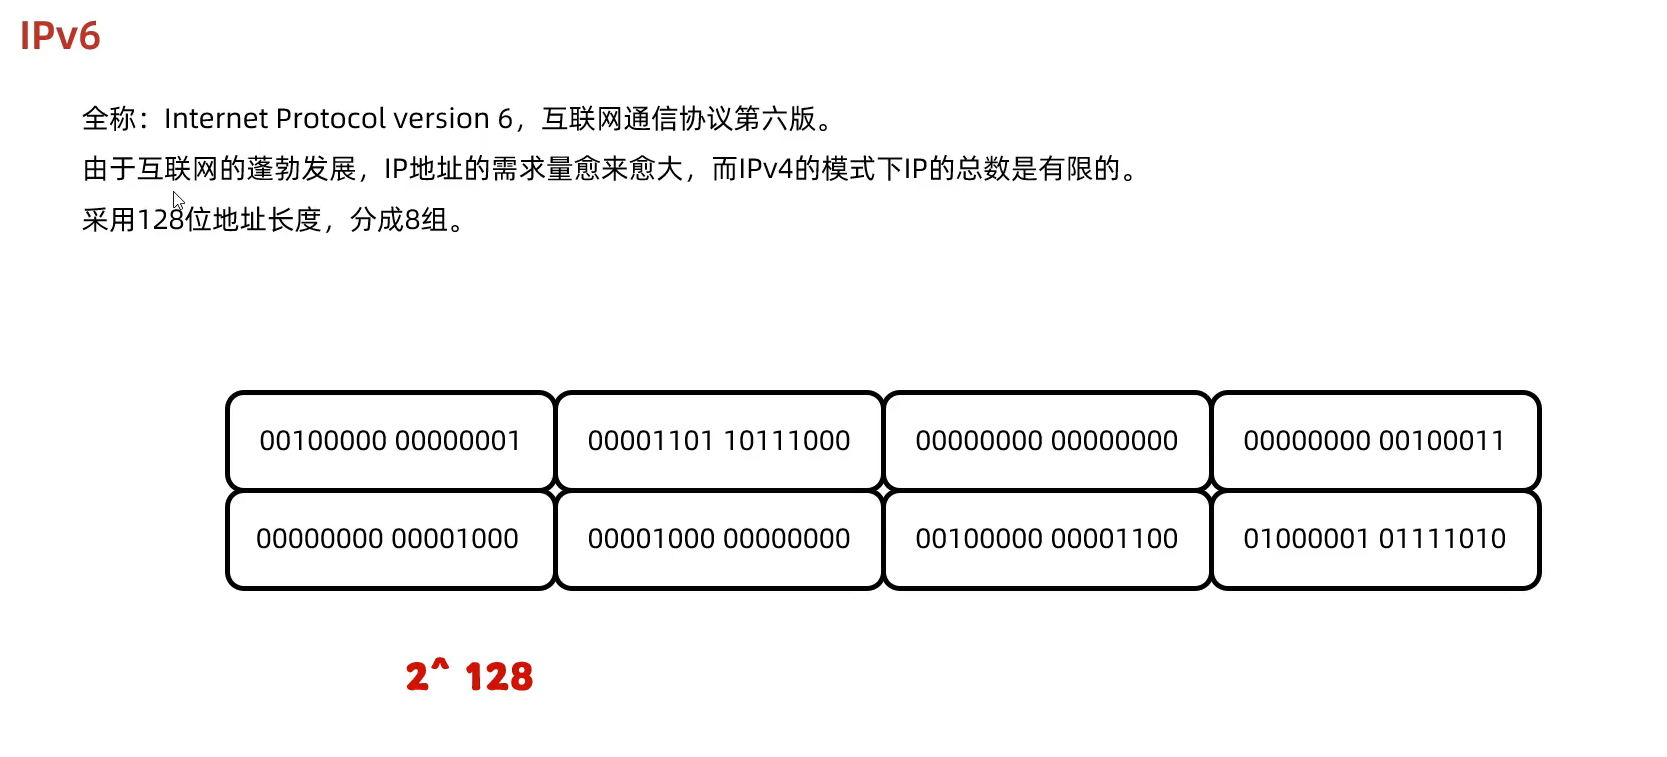 IPv6
全称：Internet Protocol version 6，互联网通信协议第六版。
由于互联网的蓬勃发展，IP地址的需求量愈来愈大，而IPv4的模式下IP的总数是有限的。
采用128位地址长度，分成8组。
00100000 00000001 00001101 10111000 00000000 00000000 00000000 00100011
00000000 00001000 00001000 00000000 00100000 00001100 01000001 01111010
2^ 128